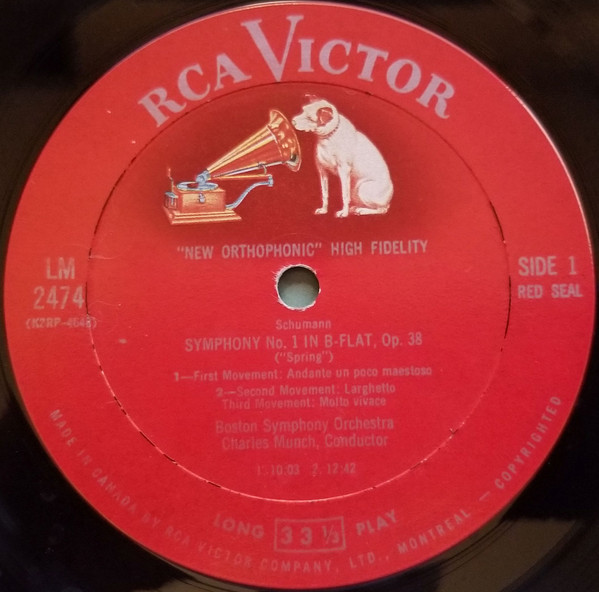 RCA VICTOR
"NEW ORTHOPHONIC" HIGH FIDELITY
LM
2474
SIDE 1
RED SEAL
Schumann
SYMPHONY No. 1 IN B-FLAT, Op. 38
("Spring")
1—First Movement: Andante un poco maestoso
2—Second Movement: Larghetto
Third Movement: Molto vivace
Boston Symphony Orchestra
Charles Munch, Conductor
1. 10:03 2. 12:42
LONG 33 1/3 PLAY
MADE IN CANADA BY RCA VICTOR COMPANY, LTD., MONTREAL — COPYRIGHTED